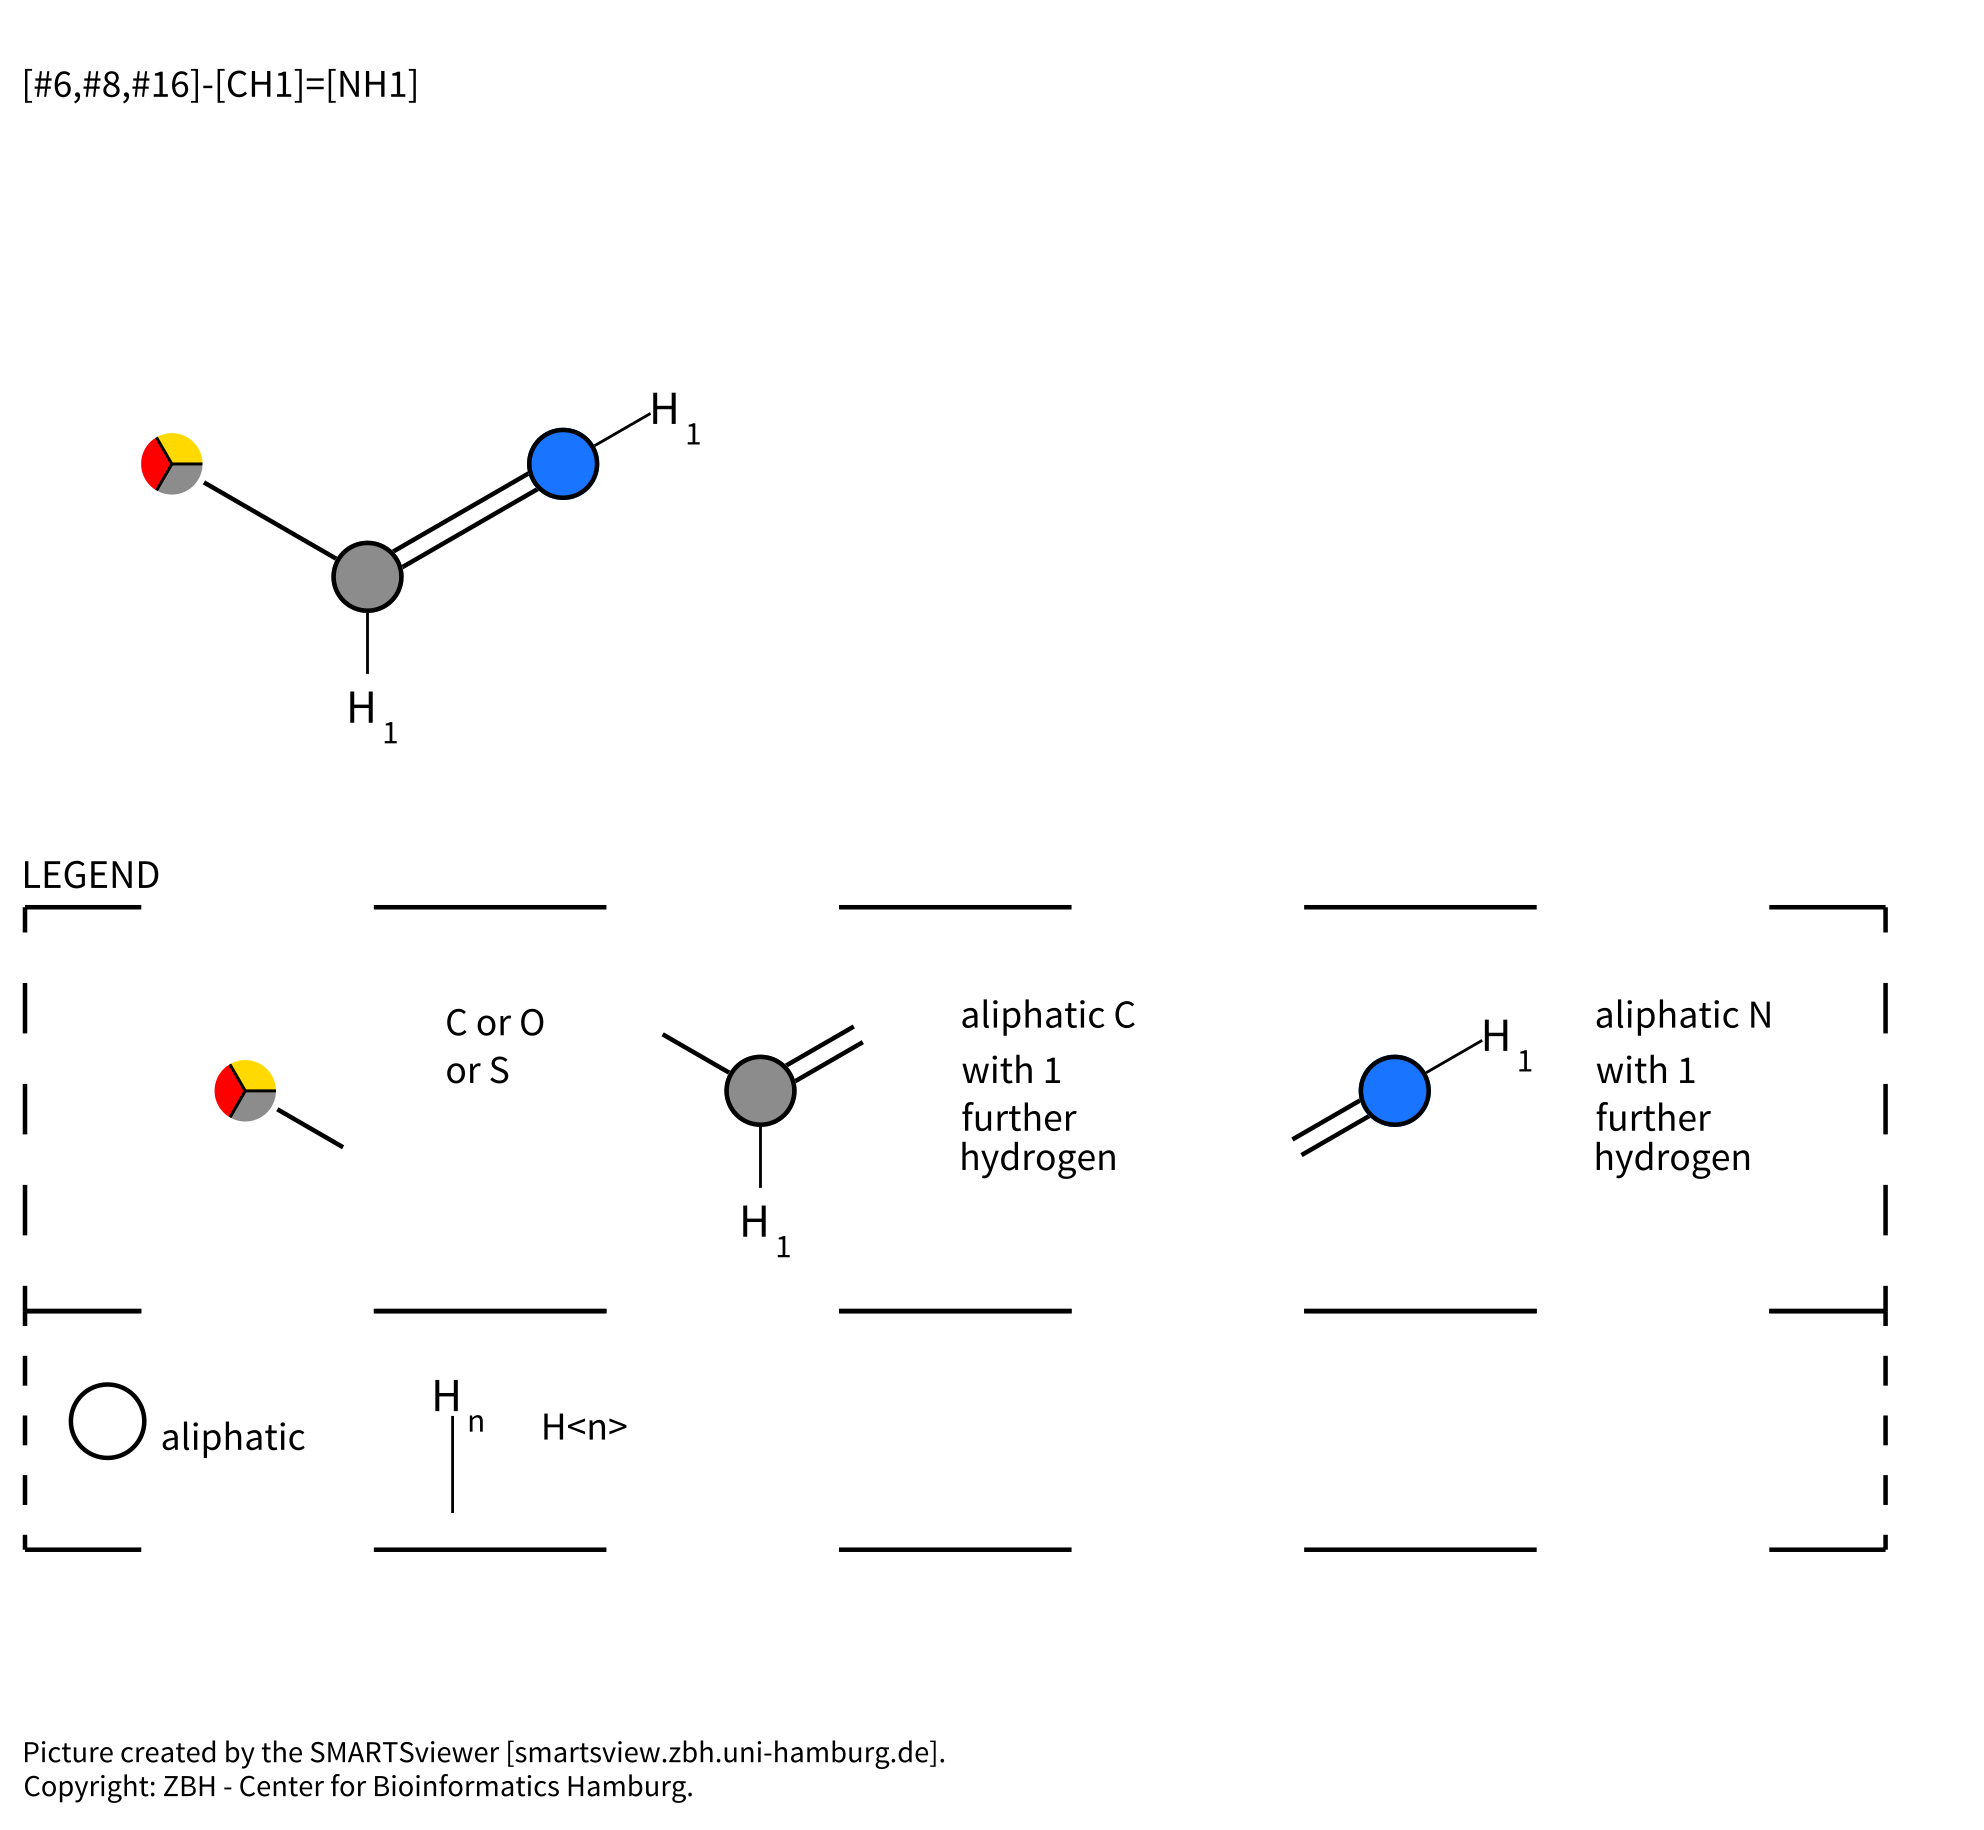 [#6,#8,#16]-[CH1]=[NH1]
H 1
H 1
LEGEND
C or O
or S
H 1
aliphatic C
with 1
further
hydrogen
H 1
aliphatic N
with 1
further
hydrogen
aliphatic
H n
H<n>
Picture created by the SMARTSviewer [smartsview.zbh.uni-hamburg.de].
Copyright: ZBH - Center for Bioinformatics Hamburg.